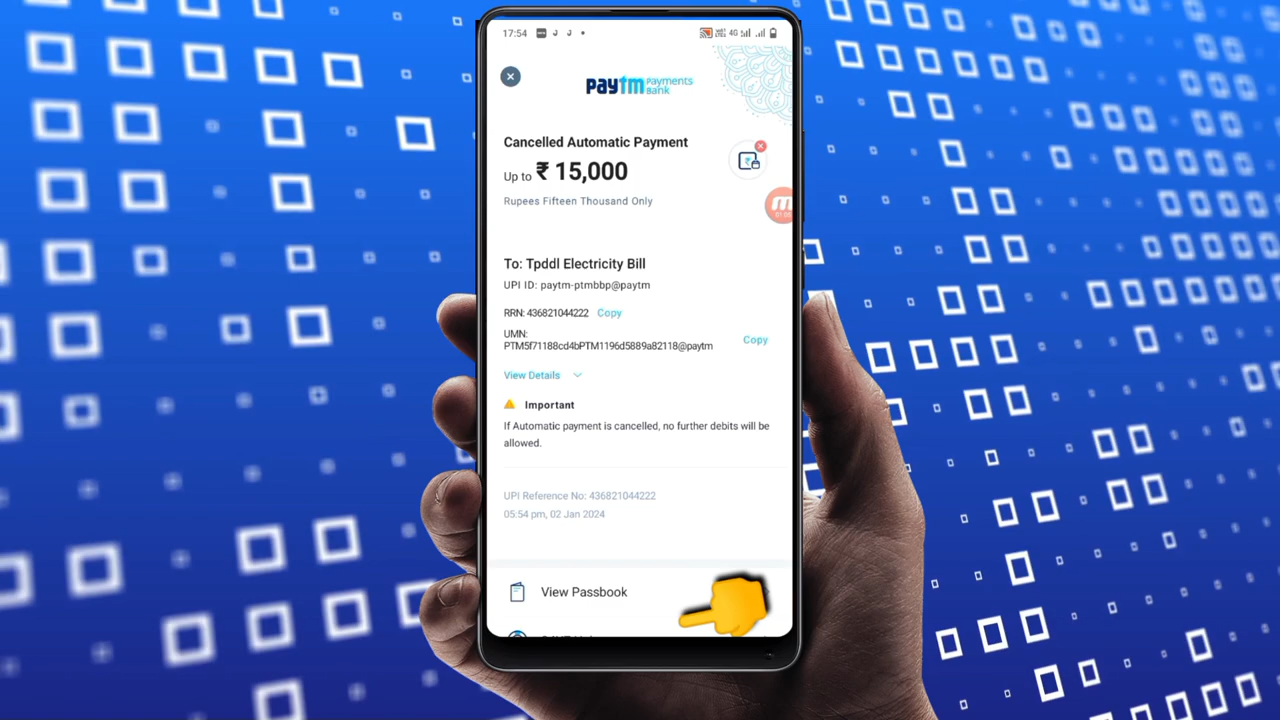 17:54
4G
paytm Payments Bank
Cancelled Automatic Payment
Up to ₹ 15,000
Rupees Fifteen Thousand Only
01:00
To: Tpddl Electricity Bill
UPI ID: paytm-ptmbbp@paytm
RRN: 436821044222 Copy
UMN:
PTM5f71188cd4bPTM1196d5889a82118@paytm Copy
View Details
Important
If Automatic payment is cancelled, no further debits will be
allowed.
UPI Reference No: 436821044222
05:54 pm, 02 Jan 2024
View Passbook